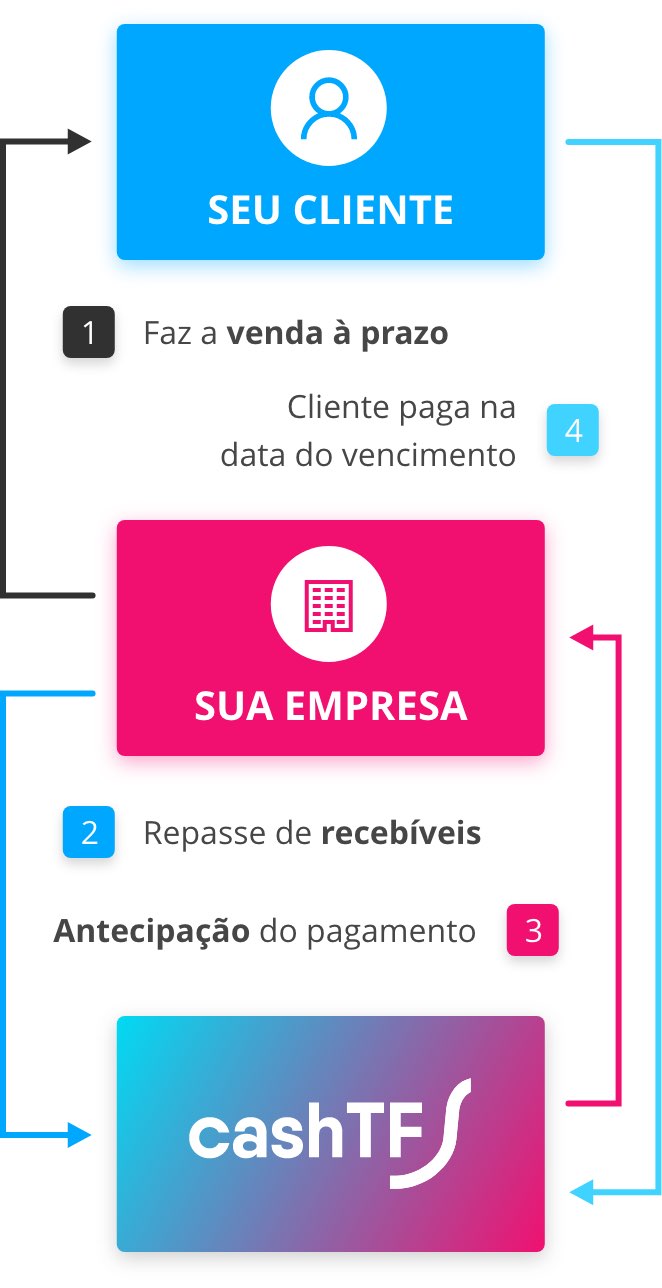 SEU CLIENTE
1 Faz a venda à prazo
Cliente paga na
data do vencimento
4
SUA EMPRESA
2 Repasse de recebíveis
Antecipação do pagamento 3
cashTF